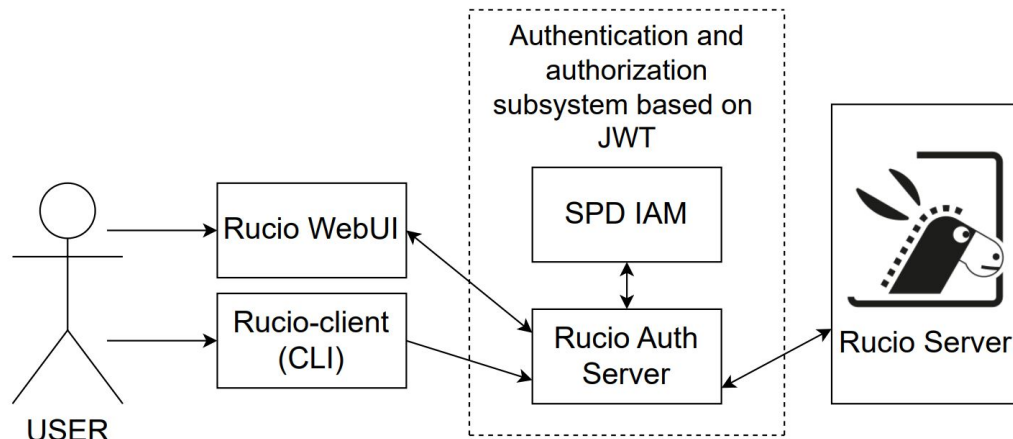 Authentication and
authorization
subsystem based on
JWT
SPD IAM
Rucio WebUI
Rucio-client
(CLI)
Rucio Auth
Server
Rucio Server
USER